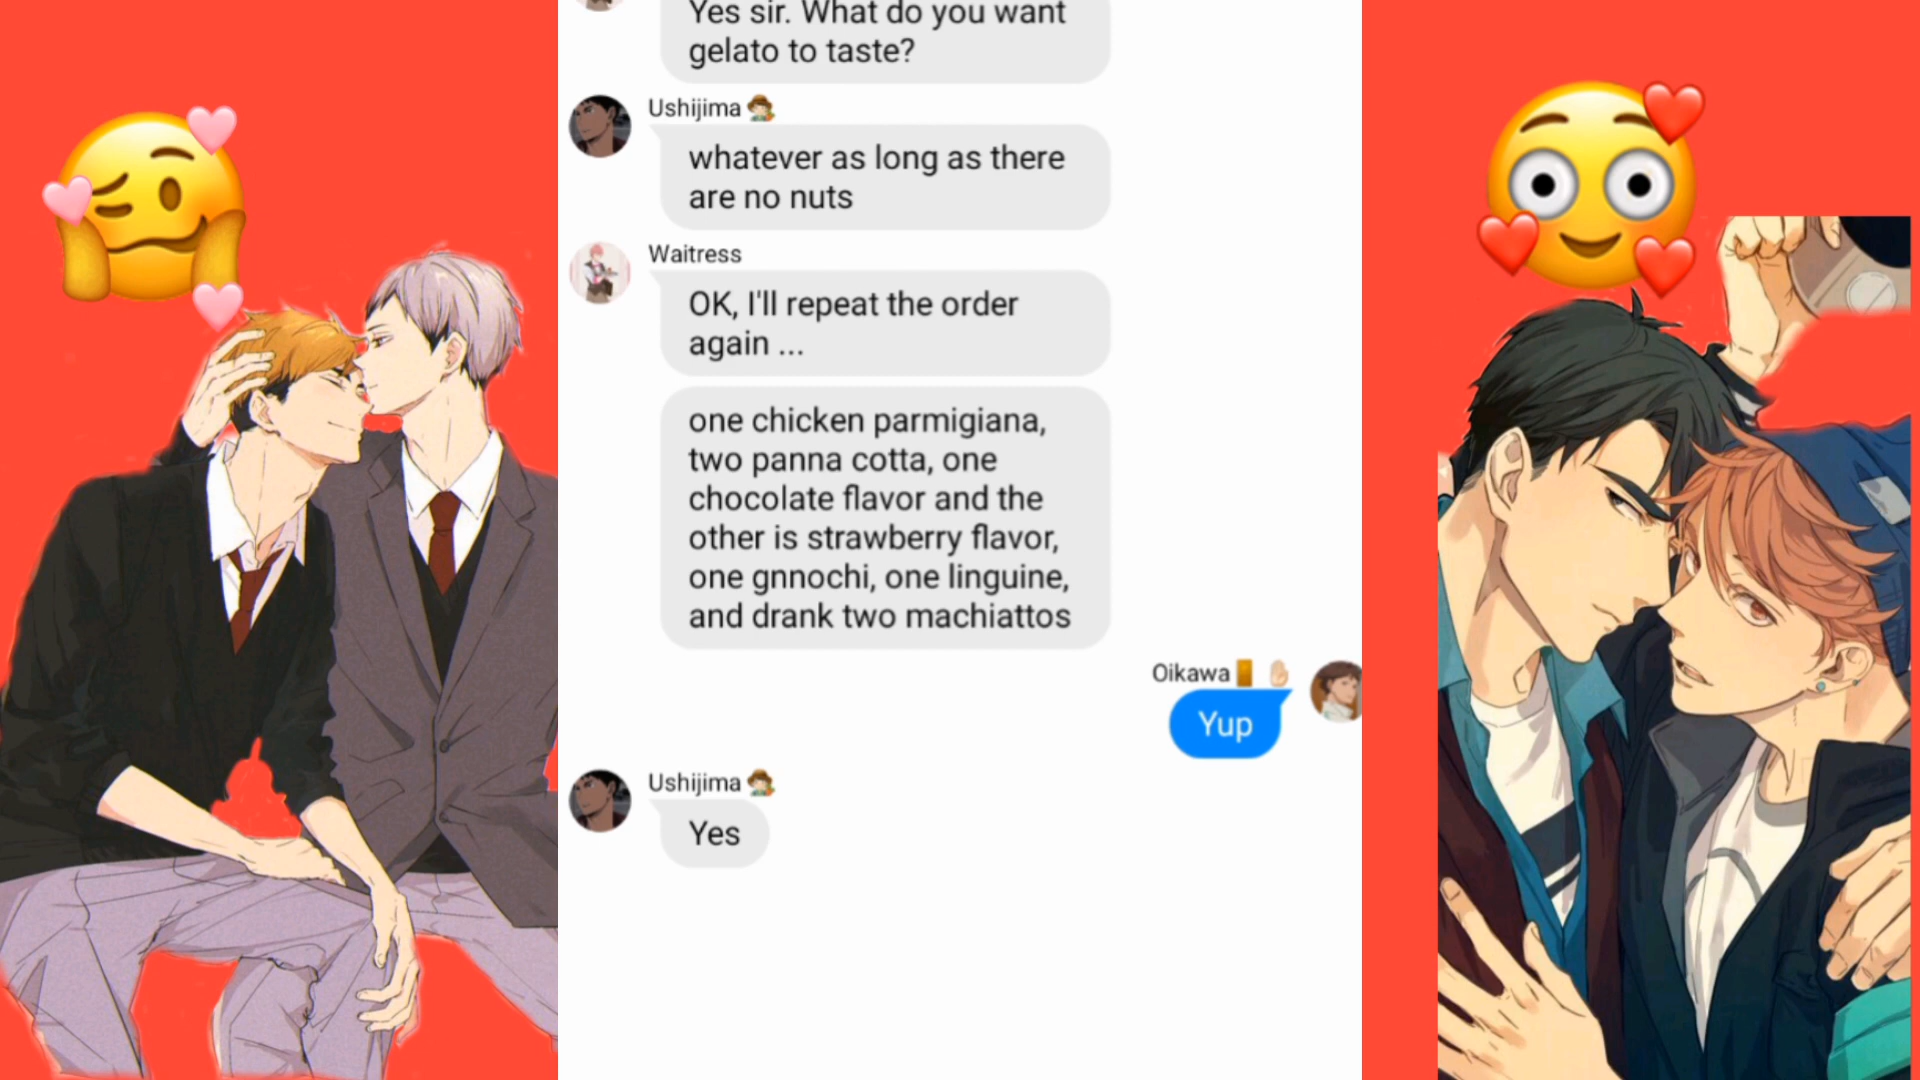 Yes sir. What do you want
gelato to taste?
Ushijima
whatever as long as there
are no nuts
Waitress
OK, I'll repeat the order
again ...
one chicken parmigiana,
two panna cotta, one
chocolate flavor and the
other is strawberry flavor,
one gnnochi, one linguine,
and drank two machiattos
Oikawa
Yup
Ushijima
Yes